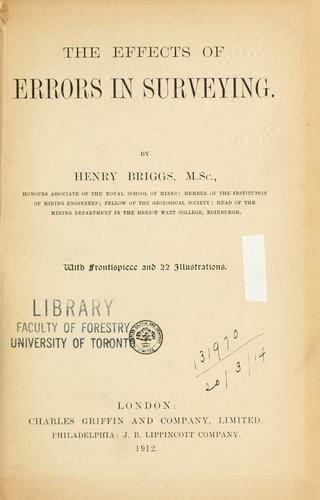 THE EFFECTS OF
ERRORS IN SURVEYING.
BY
HENRY BRIGGS, M.Sc.,
HONOURS ASSOCIATE OF THE ROYAL SCHOOL OF MINES; MEMBER OF THE INSTITUTION
OF MINING ENGINEERS; FELLOW OF THE GEOLOGICAL SOCIETY; HEAD OF THE
MINING DEPARTMENT IN THE HERIOT WATT COLLEGE, EDINBURGH.
With Frontispiece and 22 Illustrations.
LIBRARY
FACULTY OF FORESTRY
UNIVERSITY OF TORONTO
131970
20/3/14
LONDON:
CHARLES GRIFFIN AND COMPANY, LIMITED.
PHILADELPHIA: J. B. LIPPINCOTT COMPANY.
1912.